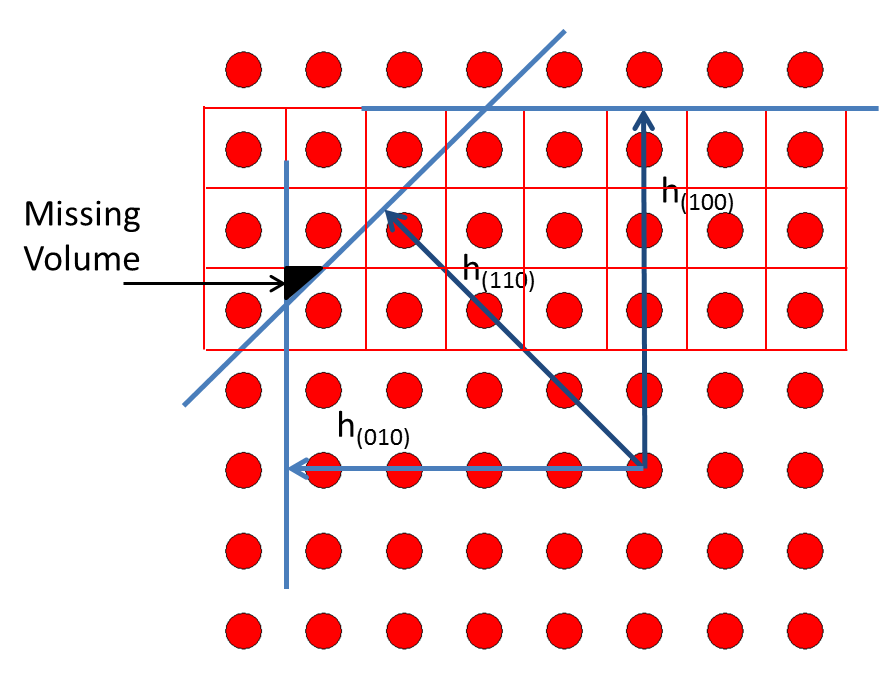 h(100)
Missing
Volume
h(110)
h(010)